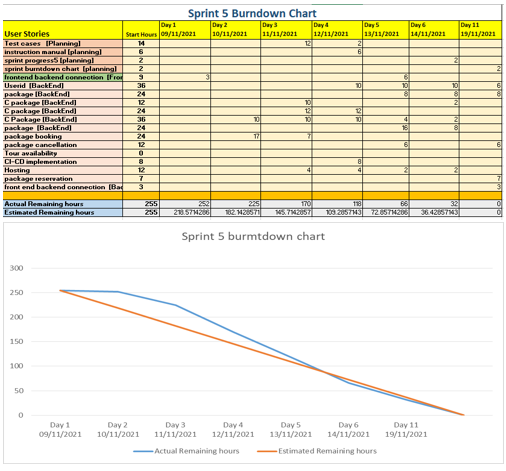 Sprint 5 Burndown Chart
User Stories Start Hours Day 1 09/11/2021 Day 2 10/11/2021 Day 3 11/11/2021 Day 4 12/11/2021 Day 5 13/11/2021 Day 6 14/11/2021 Day 11 19/11/2021
Test cases [Planning] 14 12 2
instruction manual [planning] 6 6
sprint progress5 [planning] 2 2
sprint burntdown chart [planning] 2 2
frontend backend connection [Fror 9 3 6
Userid [BackEnd] 36 10 10 10 6
package [BackEnd] 24 8 8 8
C package [BackEnd] 12 10 2
C package [BackEnd] 24 12 12
C Package [BackEnd] 36 10 10 10 4 2
package [BackEnd] 24 16 8
package booking 24 17 7
package cancellation 12 6 6
Tour availability 0
CI-CD implementation 8 8
Hosting 12 4 4 2 2
package reservation 7 7
front end backend connection [Bac 3 3
Actual Remaining hours 255 252 225 170 118 66 32 0
Estimated Remaining hours 255 218.5714286 182.1428571 145.7142857 109.2857143 72.85714286 36.42857143 0
Sprint 5 burmtdown chart
300
250
200
150
100
50
0
Day 1 Day 2 Day 3 Day 4 Day 5 Day 6 Day 11
09/11/2021 10/11/2021 11/11/2021 12/11/2021 13/11/2021 14/11/2021 19/11/2021
Actual Remaining hours Estimated Remaining hours